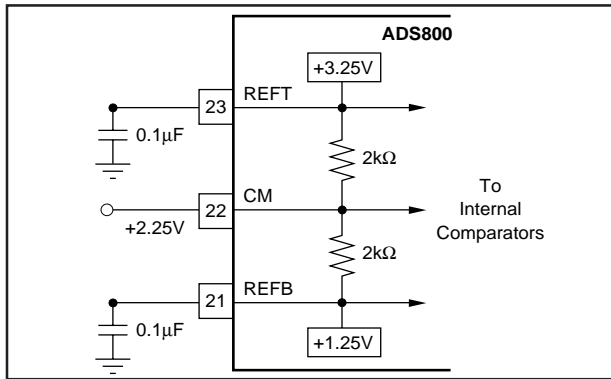 ADS800
+3.25V
23
REFT
0.1μF
2kΩ
To
Internal
Comparators
22
CM
+2.25V
2kΩ
21
REFB
0.1μF
+1.25V